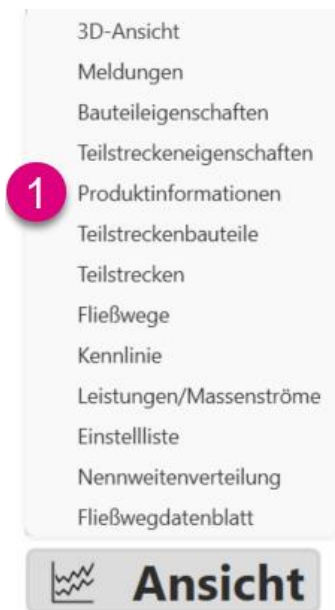 3D-Ansicht
Meldungen
Bauteileigenschaften
Teilstreckeneigenschaften
1 Produktinformationen
Teilstreckenbauteile
Teilstrecken
Fließwege
Kennlinie
Leistungen/Massenströme
Einstellliste
Nennweitenverteilung
Fließwegdatenblatt
Ansicht